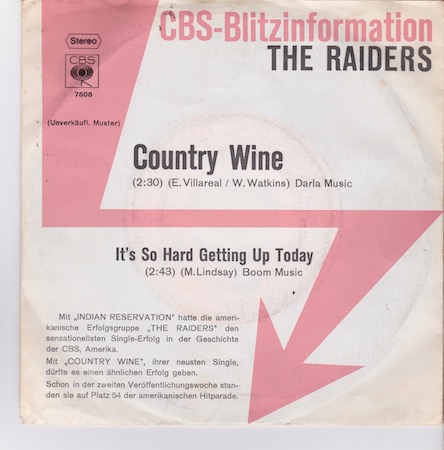 CBS-Blitzinformation
THE RAIDERS
Stereo
CBS
7808
(Unverkäufl. Muster)
Country Wine
(2:30) (E. Villareal / W. Watkins) Darla Music
It's So Hard Getting Up Today
(2:43) (M. Lindsay) Boom Music
Mit „INDIAN RESERVATION" hatte die ameri-
kanische Erfolgsgruppe „THE RAIDERS" den
sensationellsten Single-Erfolg in der Geschichte
der CBS, Amerika.
Mit „COUNTRY WINE", ihrer neusten Single,
dürfte es einen ähnlichen Erfolg geben.
Schon in der zweiten Veröffentlichungswoche stan-
den sie auf Platz 54 der amerikanischen Hitparade.